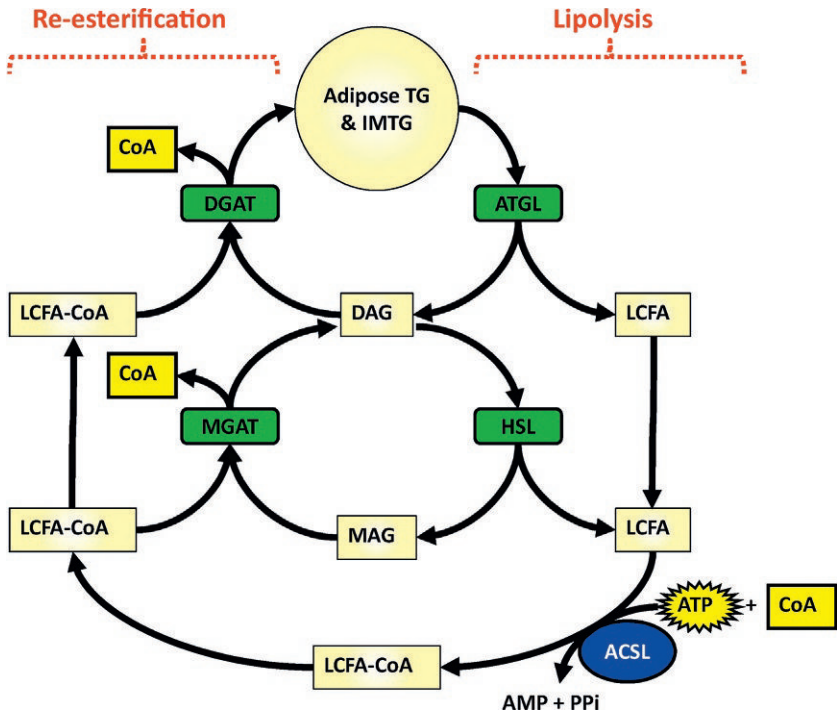 Re-esterification
Lipolysis
Adipose TG
& IMTG
CoA
DGAT
ATGL
LCFA-CoA
DAG
LCFA
CoA
MGAT
HSL
LCFA-CoA
MAG
LCFA
ATP + CoA
ACSL
LCFA-CoA
AMP + PPi